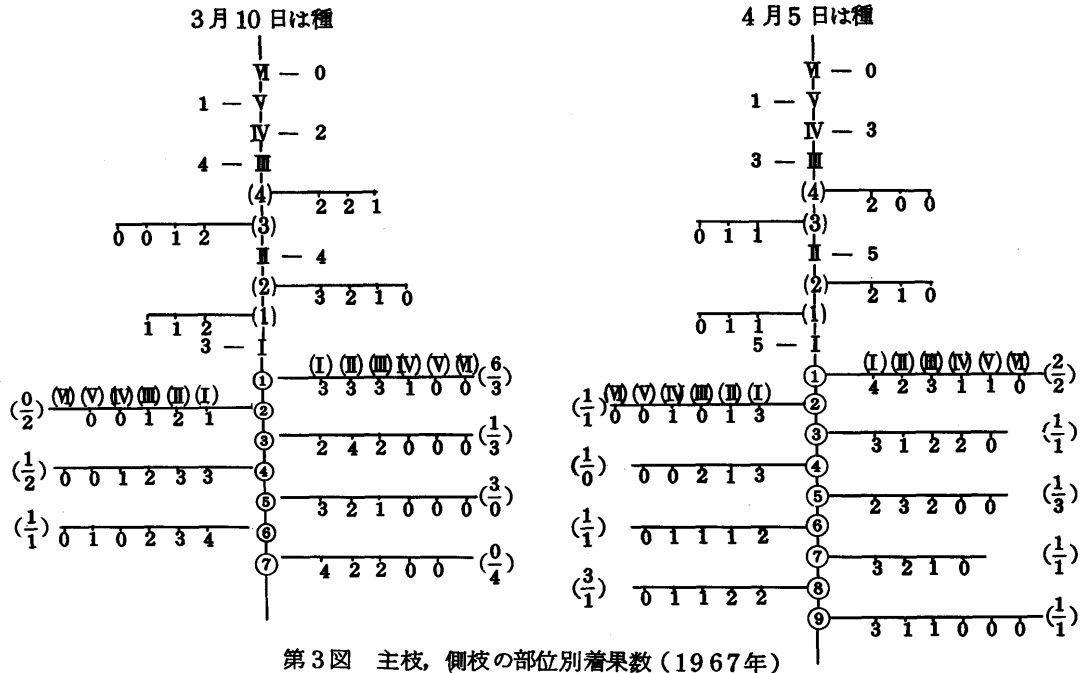 3月10日は種
Ⅵ — 0
1 — Ⅴ
Ⅳ — 2
4 — Ⅲ
(4) 2 2 1
0 0 1 2 (3)
Ⅱ — 4
(2) 3 2 1 0
1 1 2 (1)
3 — Ⅰ
(Ⅰ) (Ⅱ) (Ⅲ) (Ⅳ) (Ⅴ) (Ⅵ)
① 3 3 3 1 0 0 (6/3)
(Ⅵ) (Ⅴ) (Ⅳ) (Ⅲ) (Ⅱ) (Ⅰ)
(0/2) 0 0 1 2 1 ②
③ 2 4 2 0 0 0 (1/3)
(1/2) 0 0 1 2 3 3 ④
⑤ 3 2 1 0 0 0 (3/0)
(1/1) 0 1 0 2 3 4 ⑥
⑦ 4 2 2 0 0 (0/4)
4月5日は種
Ⅵ — 0
1 — Ⅴ
Ⅳ — 3
3 — Ⅲ
(4) 2 0 0
0 1 1 (3)
Ⅱ — 5
(2) 2 1 0
0 1 1 (1)
5 — Ⅰ
(Ⅰ) (Ⅱ) (Ⅲ) (Ⅳ) (Ⅴ) (Ⅵ)
① 4 2 3 1 1 0 (2/2)
(Ⅵ) (Ⅴ) (Ⅳ) (Ⅲ) (Ⅱ) (Ⅰ)
(1/1) 0 0 1 0 1 3 ②
③ 3 1 2 2 0 (1/1)
(1/0) 0 0 2 1 3 ④
⑤ 2 3 2 0 0 (1/3)
(1/1) 0 1 1 1 2 ⑥
⑦ 3 2 1 0 (1/1)
(3/1) 0 1 1 2 2 ⑧
⑨ 3 1 1 0 0 0 (1/1)
第3図 主枝,側枝の部位別着果数(1967年)